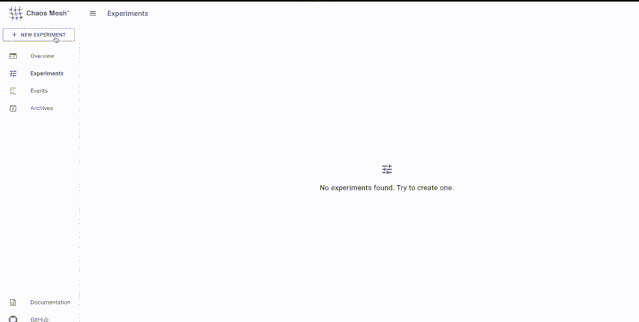 Chaos Mesh®
Experiments
+ NEW EXPERIMENT
Overview
Experiments
Events
Archives
No experiments found. Try to create one.
Documentation
GitHub